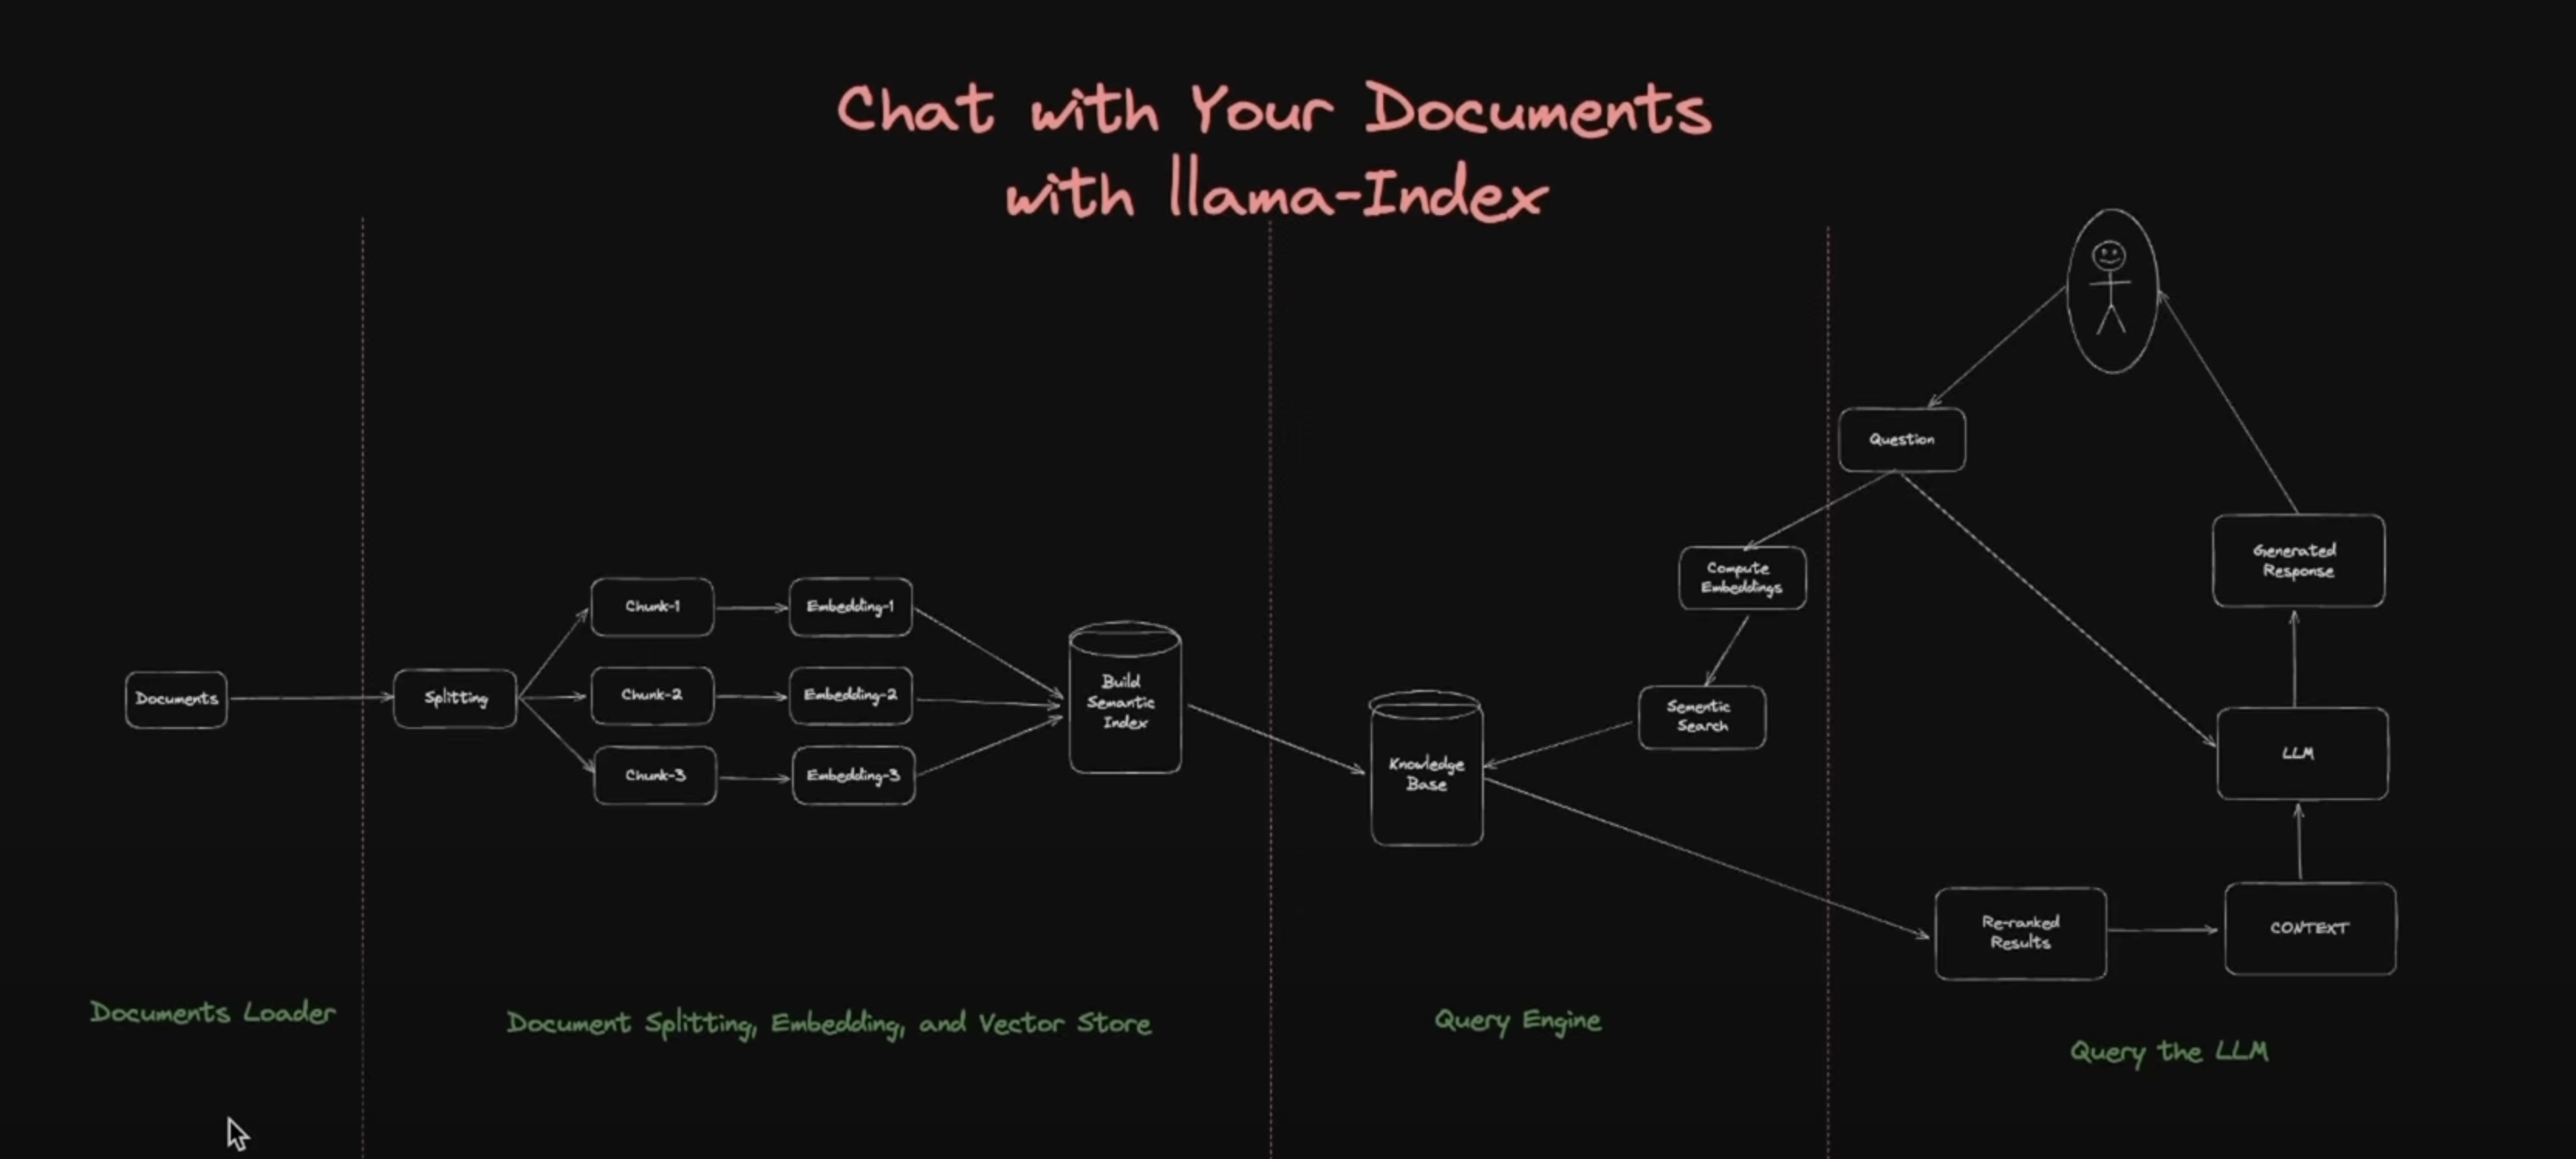 Chat with Your Documents
with llama-Index
Documents
Splitting
Chunk-1
Chunk-2
Chunk-3
Embedding-1
Embedding-2
Embedding-3
Build
Semantic
Index
Knowledge
Base
Compute
Embeddings
Sementic
Search
Question
Generated
Response
LLM
Re-ranked
Results
CONTEXT
Documents Loader
Document Splitting, Embedding, and Vector Store
Query Engine
Query the LLM